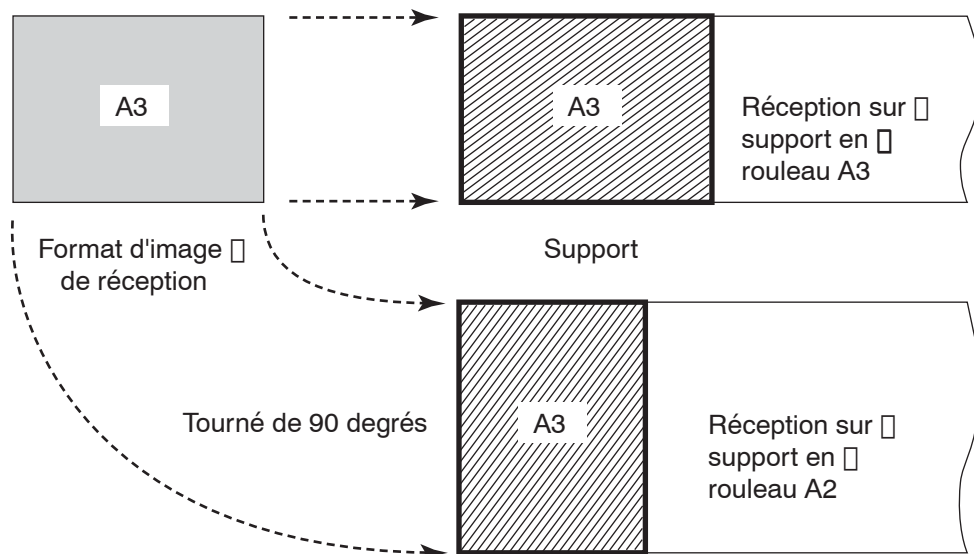 A3
A3
Réception sur
support en
rouleau A3
Format d'image
de réception
Support
Tourné de 90 degrés
A3
Réception sur
support en
rouleau A2